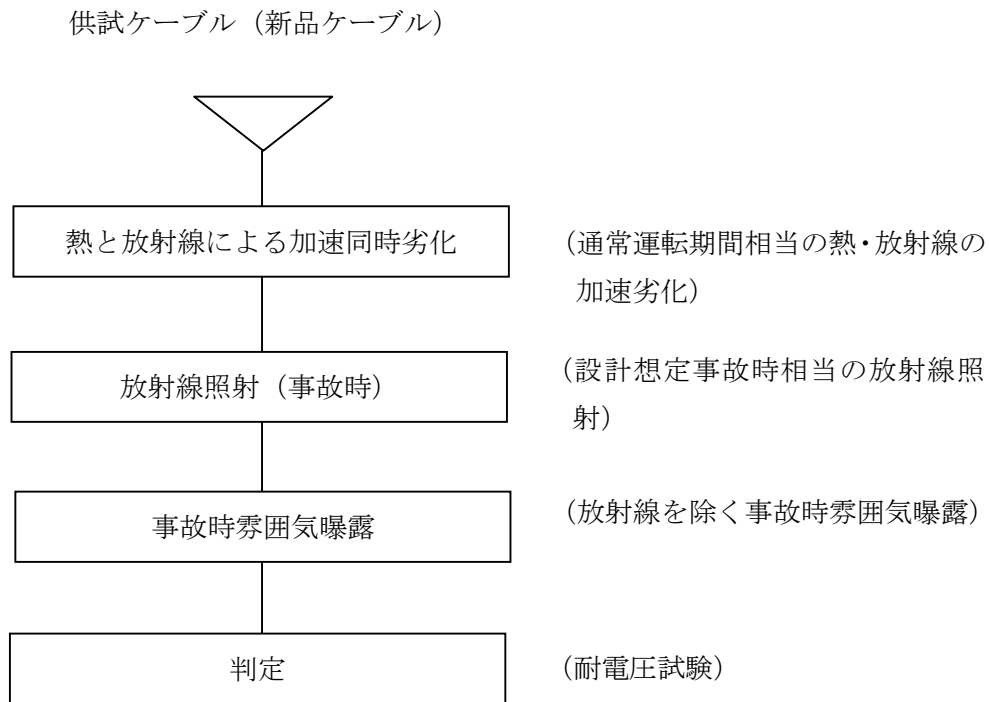 供試ケーブル（新品ケーブル）
熱と放射線による加速同時劣化
（通常運転期間相当の熱・放射線の
加速劣化）
放射線照射（事故時）
（設計想定事故時相当の放射線照
射）
事故時雰囲気曝露
（放射線を除く事故時雰囲気曝露）
判定
（耐電圧試験）